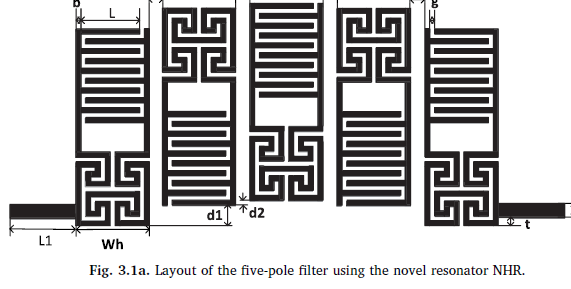 b
L
g
d1
d2
t
L1
Wh
Fig. 3.1a. Layout of the five-pole filter using the novel resonator NHR.